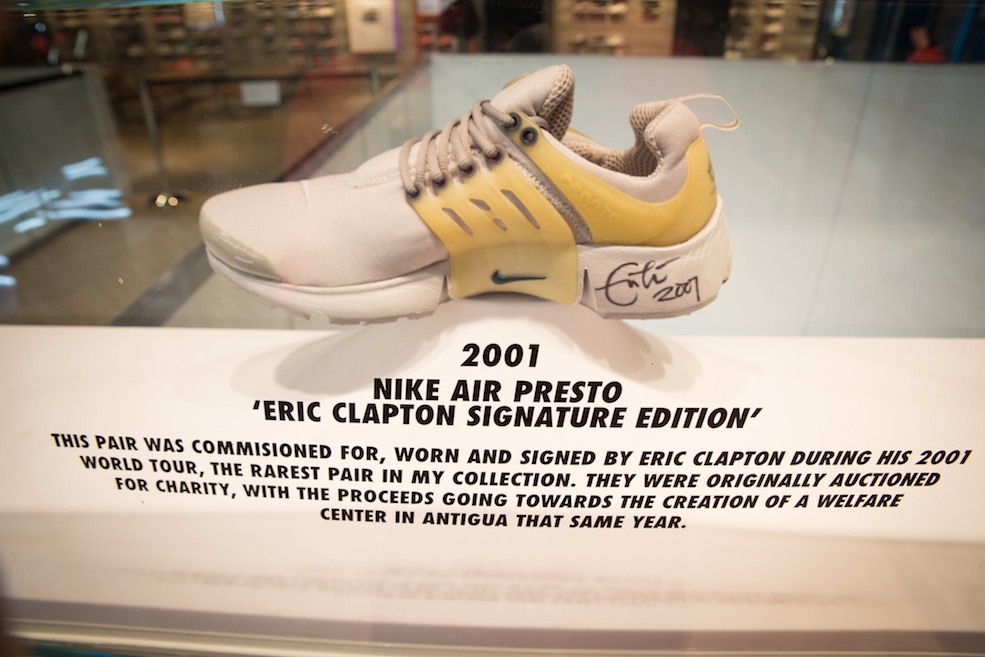 Eric
2001
2001
NIKE AIR PRESTO
‘ERIC CLAPTON SIGNATURE EDITION’
THIS PAIR WAS COMMISIONED FOR, WORN AND SIGNED BY ERIC CLAPTON DURING HIS 2001
WORLD TOUR, THE RAREST PAIR IN MY COLLECTION. THEY WERE ORIGINALLY AUCTIONED
FOR CHARITY, WITH THE PROCEEDS GOING TOWARDS THE CREATION OF A WELFARE
CENTER IN ANTIGUA THAT SAME YEAR.